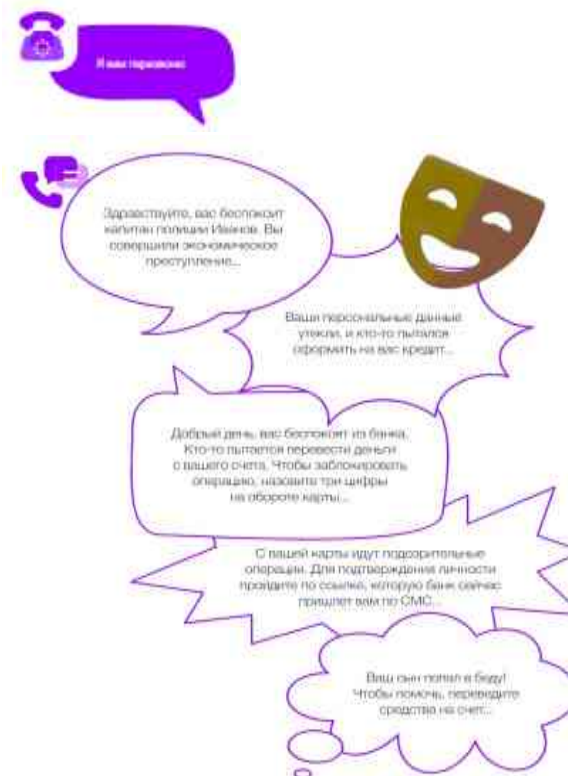 Я вам перезвоню
Здравствуйте, вас беспокоит
капитан полиции Иванов. Вы
совершили экономическое
преступление...
Ваши персональные данные
утекли, и кто-то пытался
оформить на вас кредит...
Добрый день, вас беспокоят из банка.
Кто-то пытается перевести деньги
с вашего счета. Чтобы заблокировать
операцию, назовите три цифры
на обороте карты...
С вашей карты идут подозрительные
операции. Для подтверждения личности
пройдите по ссылке, которую банк сейчас
пришлет вам по СМС...
Ваш сын попал в беду!
Чтобы помочь, переведите
средства на счет...